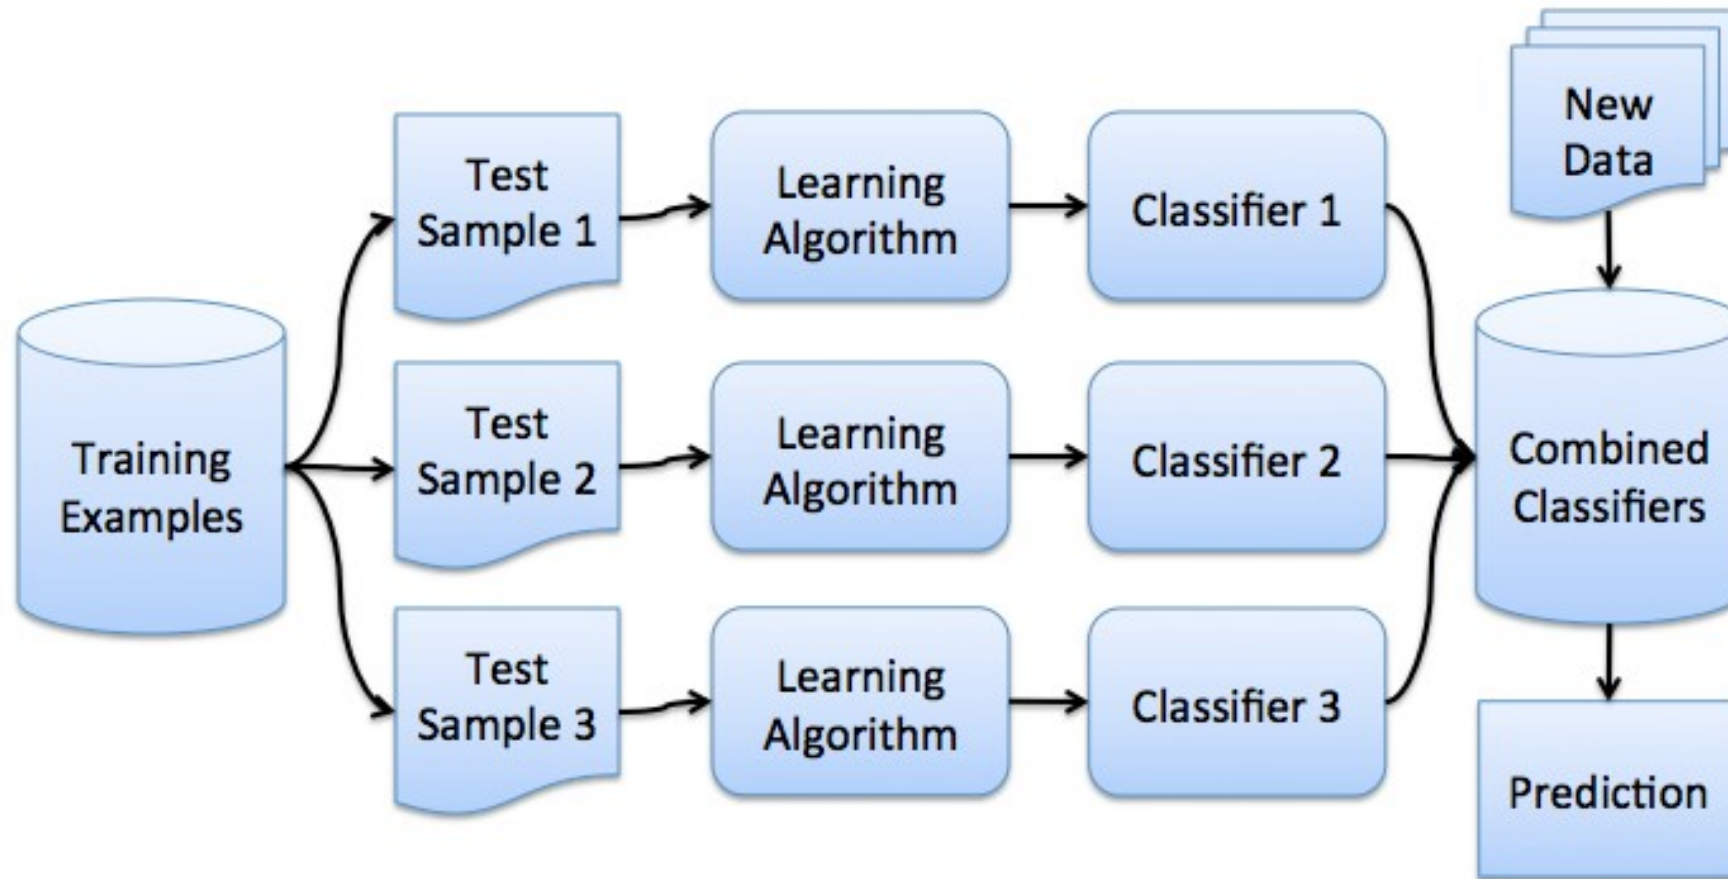 Training
Examples
Test
Sample 1
Learning
Algorithm
Classifier 1
Test
Sample 2
Learning
Algorithm
Classifier 2
Test
Sample 3
Learning
Algorithm
Classifier 3
New
Data
Combined
Classifiers
Prediction